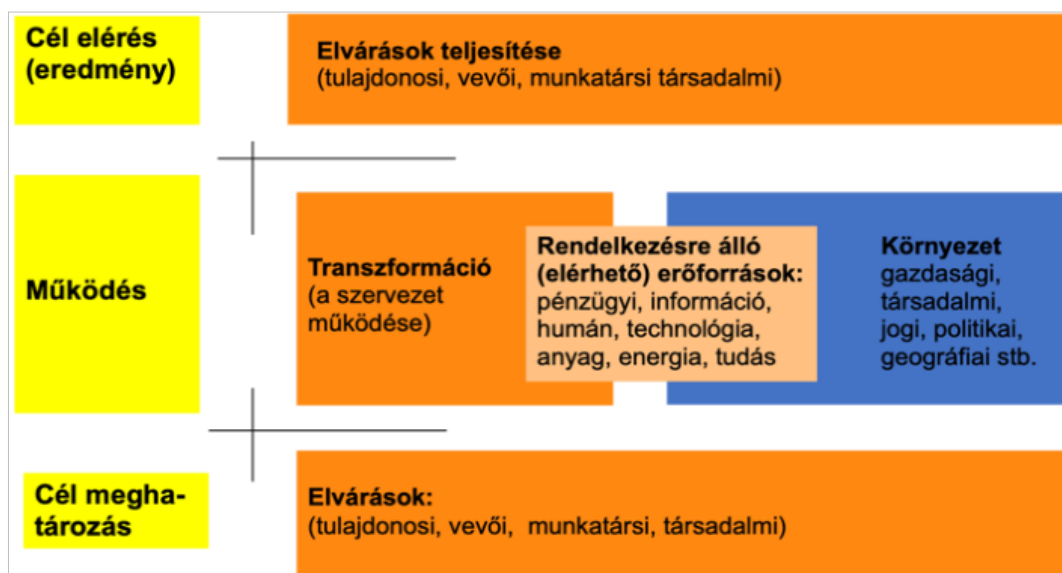 Cél elérés
(eredmény)
Elvárások teljesítése
(tulajdonosi, vevői, munkatársi társadalmi)
Működés
Transzformáció
(a szervezet
működése)
Rendelkezésre álló
(elérhető) erőforrások:
pénzügyi, információ,
humán, technológia,
anyag, energia, tudás
Környezet
gazdasági,
társadalmi,
jogi, politikai,
geográfiai stb.
Cél megha-
tározás
Elvárások:
(tulajdonosi, vevői, munkatársi, társadalmi)